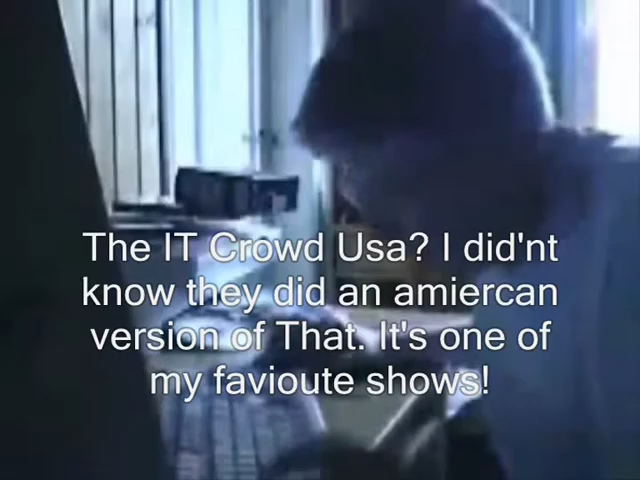 The IT Crowd Usa? I did'nt
know they did an amiercan
version of That. It's one of
my favioute shows!